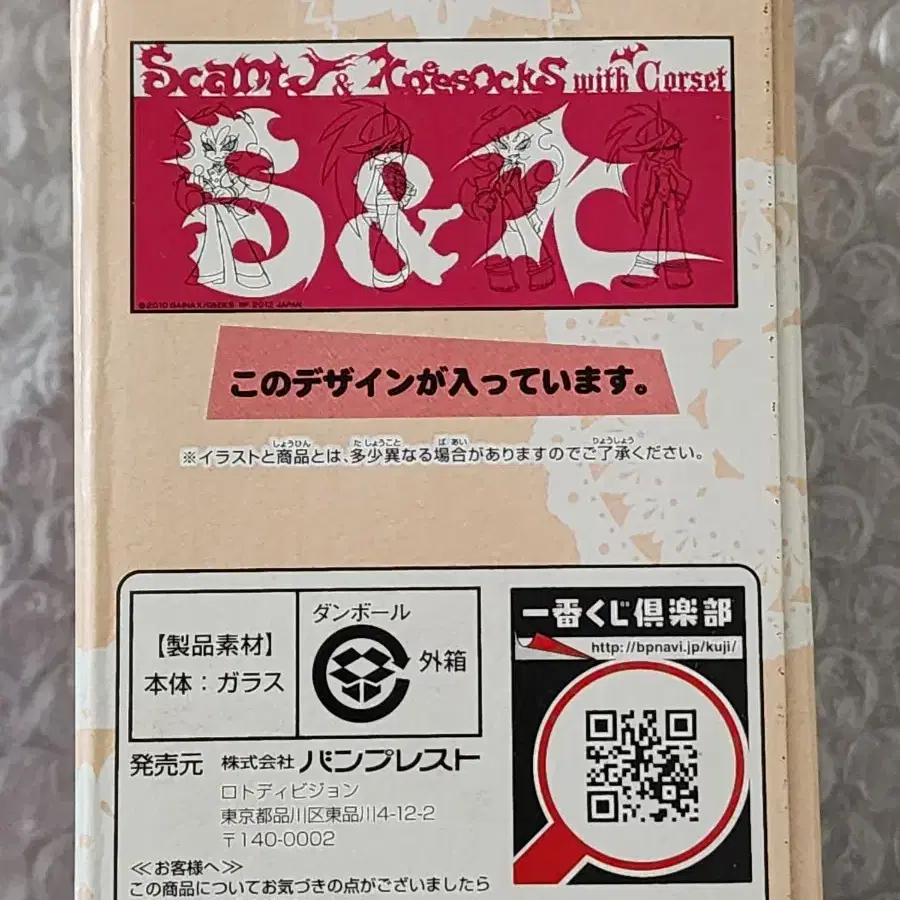 Scanty & Kneesocks with Corset
S & K
©2010 GAINAX/GEEKS BP 2012 JAPAN
このデザインが入っています。
※イラストと商品とは、多少異なる場合がありますのでご了承ください。
【製品素材】
本体：ガラス
ダンボール
外箱
一番くじ倶楽部
http://bpnavi.jp/kuji/
発売元 株式会社 バンプレスト
ロトディビジョン
東京都品川区東品川4-12-2
〒140-0002
≪お客様へ≫
この商品についてお気づきの点がございましたら